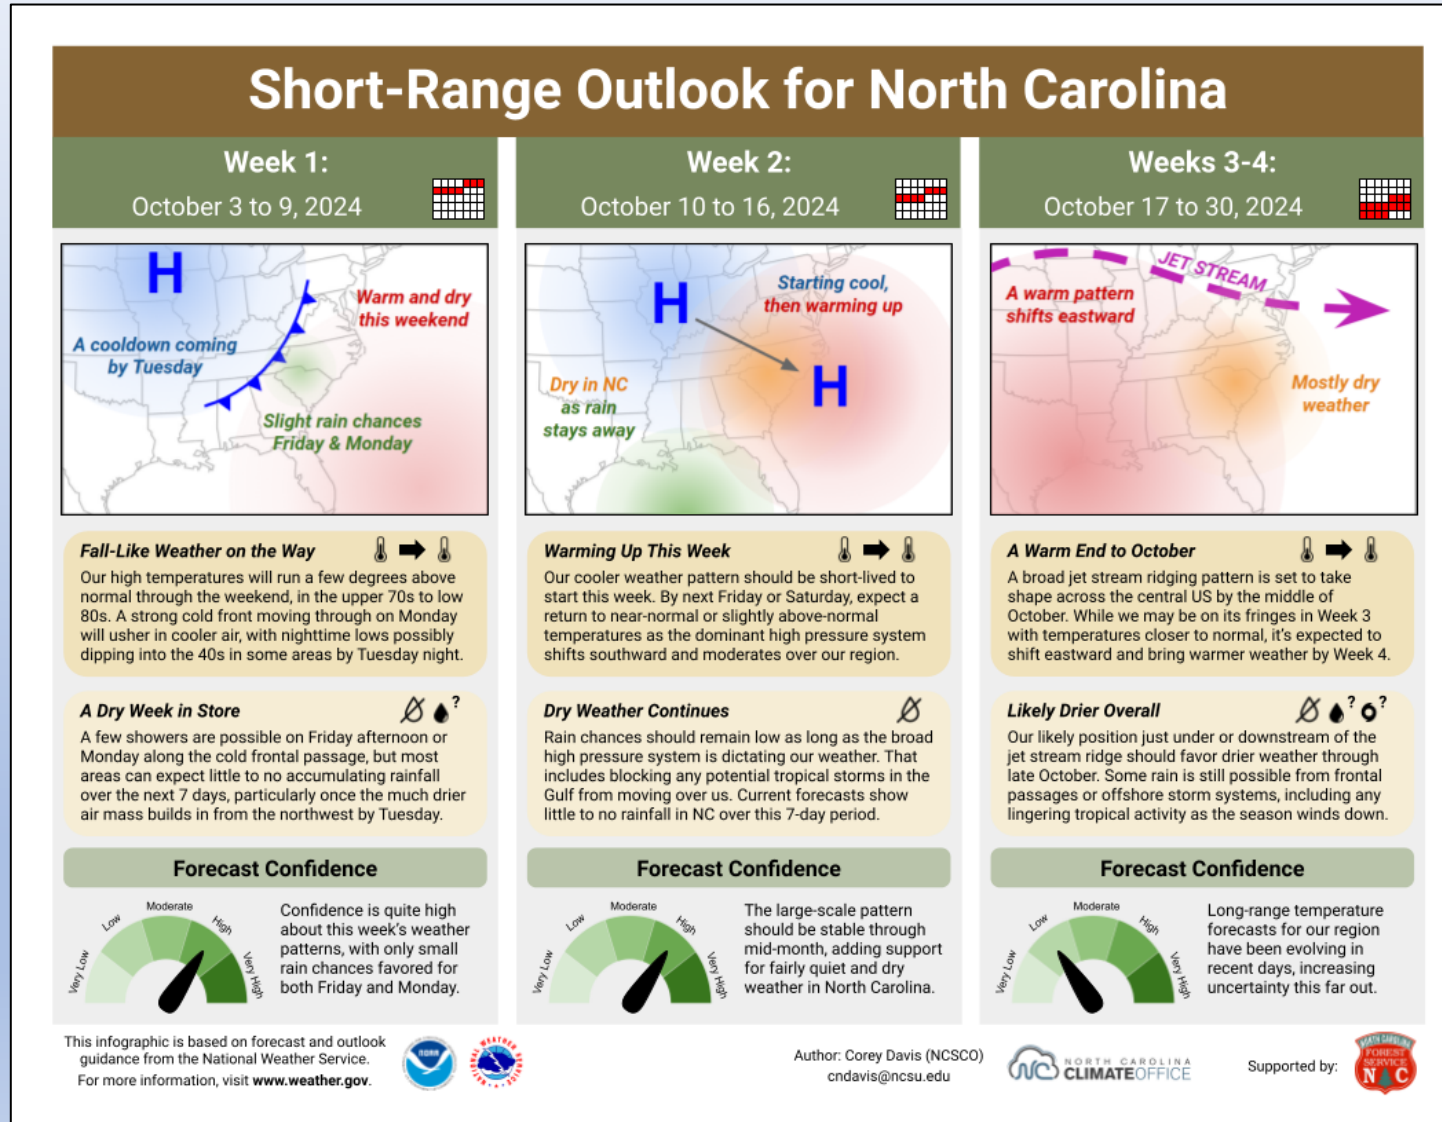 Short-Range Outlook for North Carolina
Week 1:
October 3 to 9, 2024
H
Warm and dry
this weekend
A cooldown coming
by Tuesday
Slight rain chances
Friday & Monday
Fall-Like Weather on the Way
Our high temperatures will run a few degrees above
normal through the weekend, in the upper 70s to low
80s. A strong cold front moving through on Monday
will usher in cooler air, with nighttime lows possibly
dipping into the 40s in some areas by Tuesday night.
A Dry Week in Store
?
A few showers are possible on Friday afternoon or
Monday along the cold frontal passage, but most
areas can expect little to no accumulating rainfall
over the next 7 days, particularly once the much drier
air mass builds in from the northwest by Tuesday.
Forecast Confidence
Very Low
Low
Moderate
High
Very High
Confidence is quite high
about this week's weather
patterns, with only small
rain chances favored for
both Friday and Monday.
Week 2:
October 10 to 16, 2024
H
Starting cool,
then warming up
H
Dry in NC
as rain
stays away
Warming Up This Week
Our cooler weather pattern should be short-lived to
start this week. By next Friday or Saturday, expect a
return to near-normal or slightly above-normal
temperatures as the dominant high pressure system
shifts southward and moderates over our region.
Dry Weather Continues
Rain chances should remain low as long as the broad
high pressure system is dictating our weather. That
includes blocking any potential tropical storms in the
Gulf from moving over us. Current forecasts show
little to no rainfall in NC over this 7-day period.
Forecast Confidence
Very Low
Low
Moderate
High
Very High
The large-scale pattern
should be stable through
mid-month, adding support
for fairly quiet and dry
weather in North Carolina.
Weeks 3-4:
October 17 to 30, 2024
JET STREAM
A warm pattern
shifts eastward
Mostly dry
weather
A Warm End to October
A broad jet stream ridging pattern is set to take
shape across the central US by the middle of
October. While we may be on its fringes in Week 3
with temperatures closer to normal, it's expected to
shift eastward and bring warmer weather by Week 4.
Likely Drier Overall
? ?
Our likely position just under or downstream of the
jet stream ridge should favor drier weather through
late October. Some rain is still possible from frontal
passages or offshore storm systems, including any
lingering tropical activity as the season winds down.
Forecast Confidence
Very Low
Low
Moderate
High
Very High
Long-range temperature
forecasts for our region
have been evolving in
recent days, increasing
uncertainty this far out.
This infographic is based on forecast and outlook
guidance from the National Weather Service.
For more information, visit www.weather.gov.
NOAA
NATIONAL WEATHER SERVICE
Author: Corey Davis (NCSCO)
cndavis@ncsu.edu
NC
NORTH CAROLINA
CLIMATEOFFICE
Supported by:
NORTH CAROLINA
FOREST
SERVICE
N C